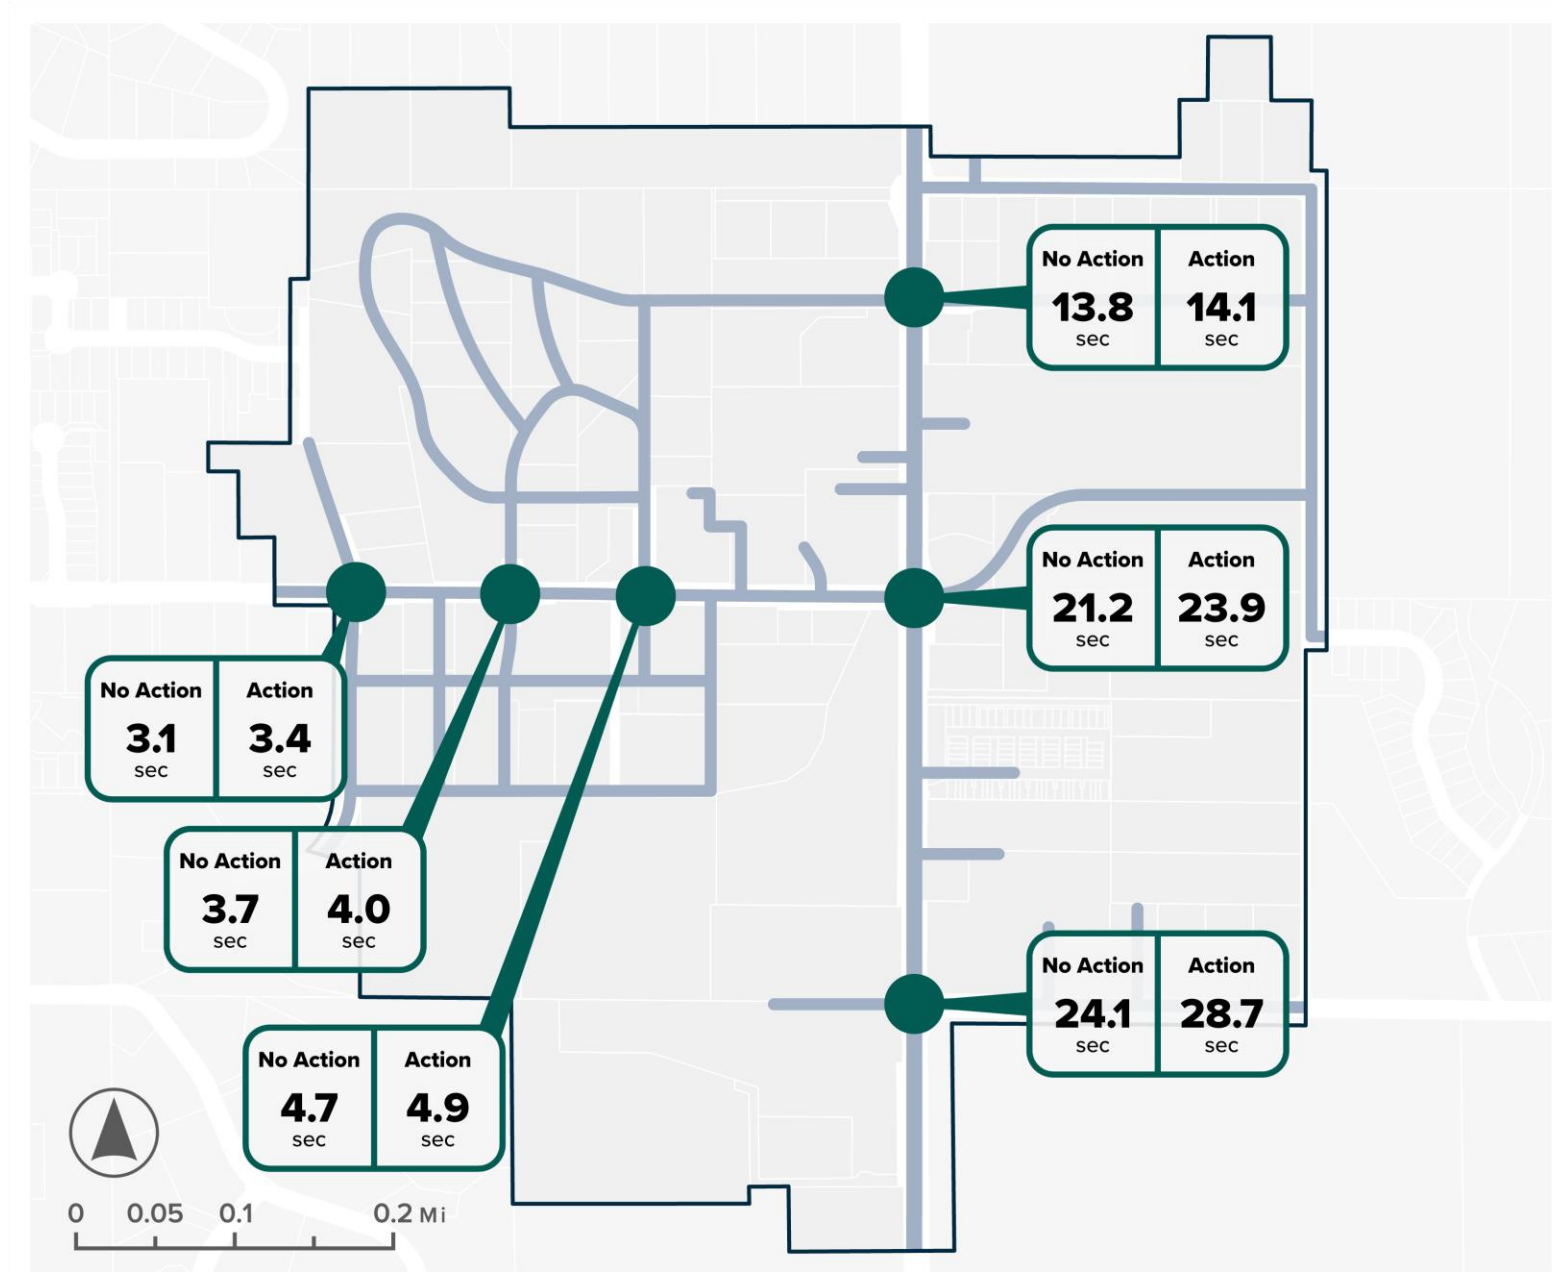 No Action Action
13.8 14.1
sec sec
No Action Action
21.2 23.9
sec sec
No Action Action
3.1 3.4
sec sec
No Action Action
3.7 4.0
sec sec
No Action Action
24.1 28.7
sec sec
No Action Action
4.7 4.9
sec sec
0 0.05 0.1 0.2 Mi